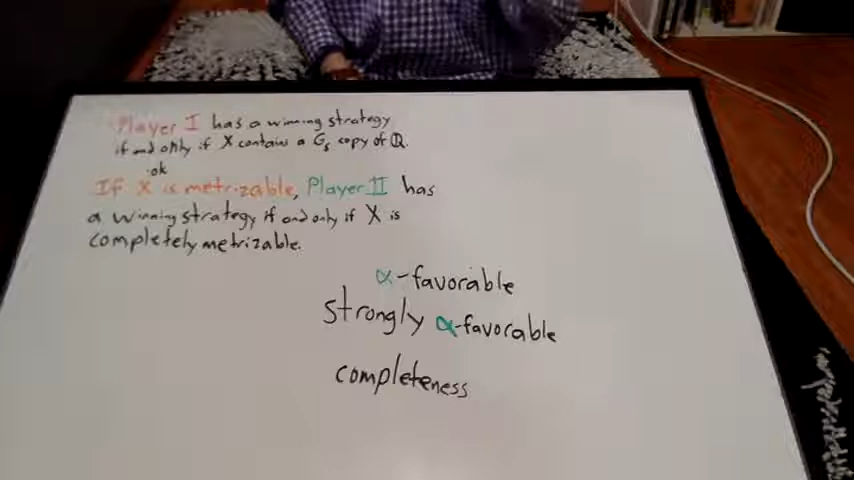 Player I has a winning strategy
if and only if X contains a Gδ copy of ℚ.
ok
If X is metrizable, Player II has
a winning strategy if and only if X is
completely metrizable.
α-favorable
strongly α-favorable
completeness